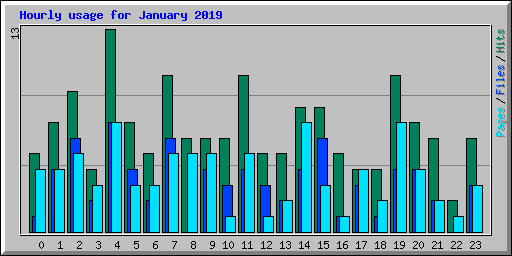 Hourly usage for January 2019
13
Pages/Files/Hits
0 1 2 3 4 5 6 7 8 9 10 11 12 13 14 15 16 17 18 19 20 21 22 23